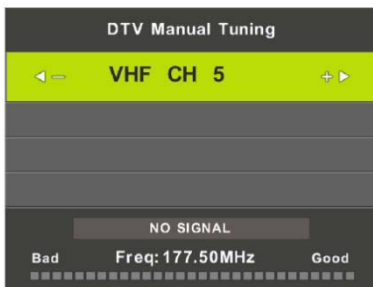 DTV Manual Tuning
VHF CH 5
NO SIGNAL
Bad Freq: 177.50MHz Good